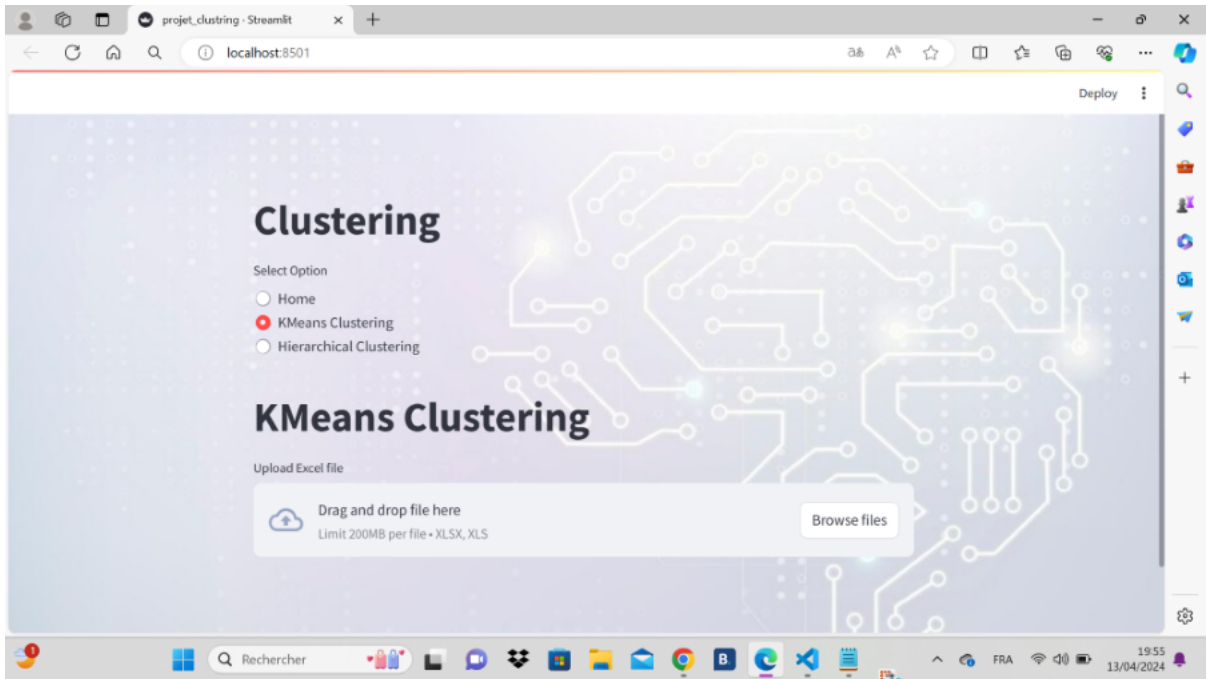 projet_clustring · Streamlit
localhost:8501
Deploy
Clustering
Select Option
Home
KMeans Clustering
Hierarchical Clustering
KMeans Clustering
Upload Excel file
Drag and drop file here
Limit 200MB per file • XLSX, XLS
Browse files
1
Rechercher
B.
FRA
19:55
13/04/2024